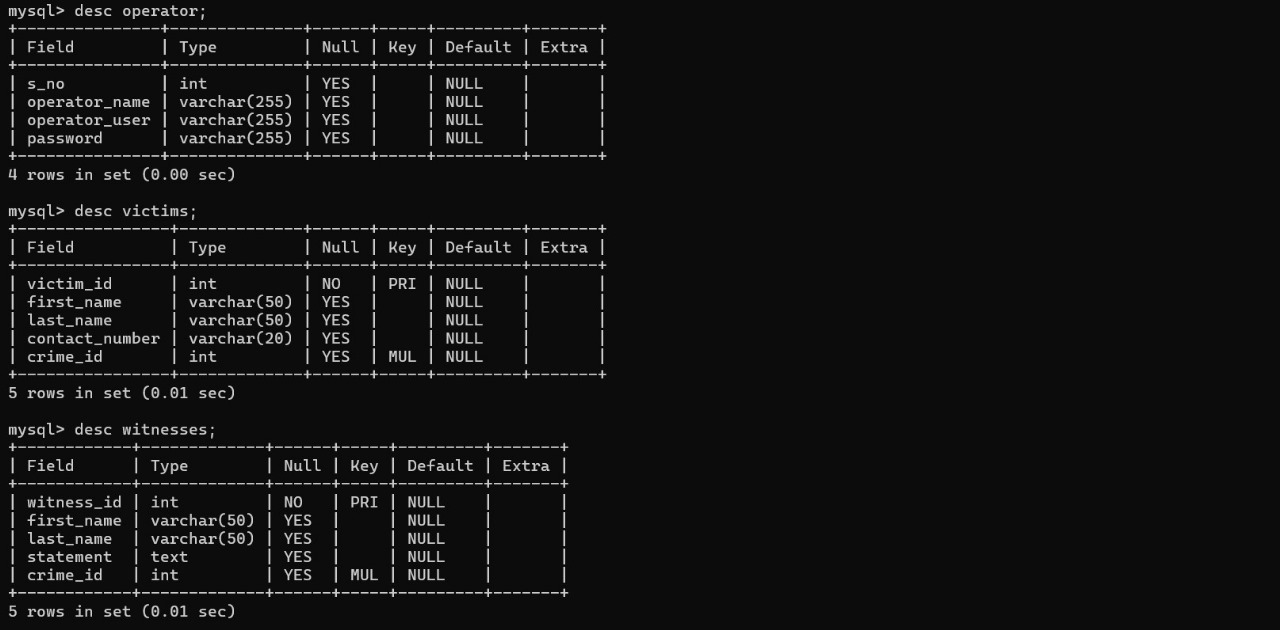 mysql> desc operator;
+---------------+--------------+------+-----+---------+-------+
| Field         | Type         | Null | Key | Default | Extra |
+---------------+--------------+------+-----+---------+-------+
| s_no          | int          | YES  |     | NULL    |       |
| operator_name | varchar(255) | YES  |     | NULL    |       |
| operator_user | varchar(255) | YES  |     | NULL    |       |
| password      | varchar(255) | YES  |     | NULL    |       |
+---------------+--------------+------+-----+---------+-------+
4 rows in set (0.00 sec)

mysql> desc victims;
+----------------+-------------+------+-----+---------+-------+
| Field          | Type        | Null | Key | Default | Extra |
+----------------+-------------+------+-----+---------+-------+
| victim_id      | int         | NO   | PRI | NULL    |       |
| first_name     | varchar(50) | YES  |     | NULL    |       |
| last_name      | varchar(50) | YES  |     | NULL    |       |
| contact_number | varchar(20) | YES  |     | NULL    |       |
| crime_id       | int         | YES  | MUL | NULL    |       |
+----------------+-------------+------+-----+---------+-------+
5 rows in set (0.01 sec)

mysql> desc witnesses;
+------------+-------------+------+-----+---------+-------+
| Field      | Type        | Null | Key | Default | Extra |
+------------+-------------+------+-----+---------+-------+
| witness_id | int         | NO   | PRI | NULL    |       |
| first_name | varchar(50) | YES  |     | NULL    |       |
| last_name  | varchar(50) | YES  |     | NULL    |       |
| statement  | text        | YES  |     | NULL    |       |
| crime_id   | int         | YES  | MUL | NULL    |       |
+------------+-------------+------+-----+---------+-------+
5 rows in set (0.01 sec)